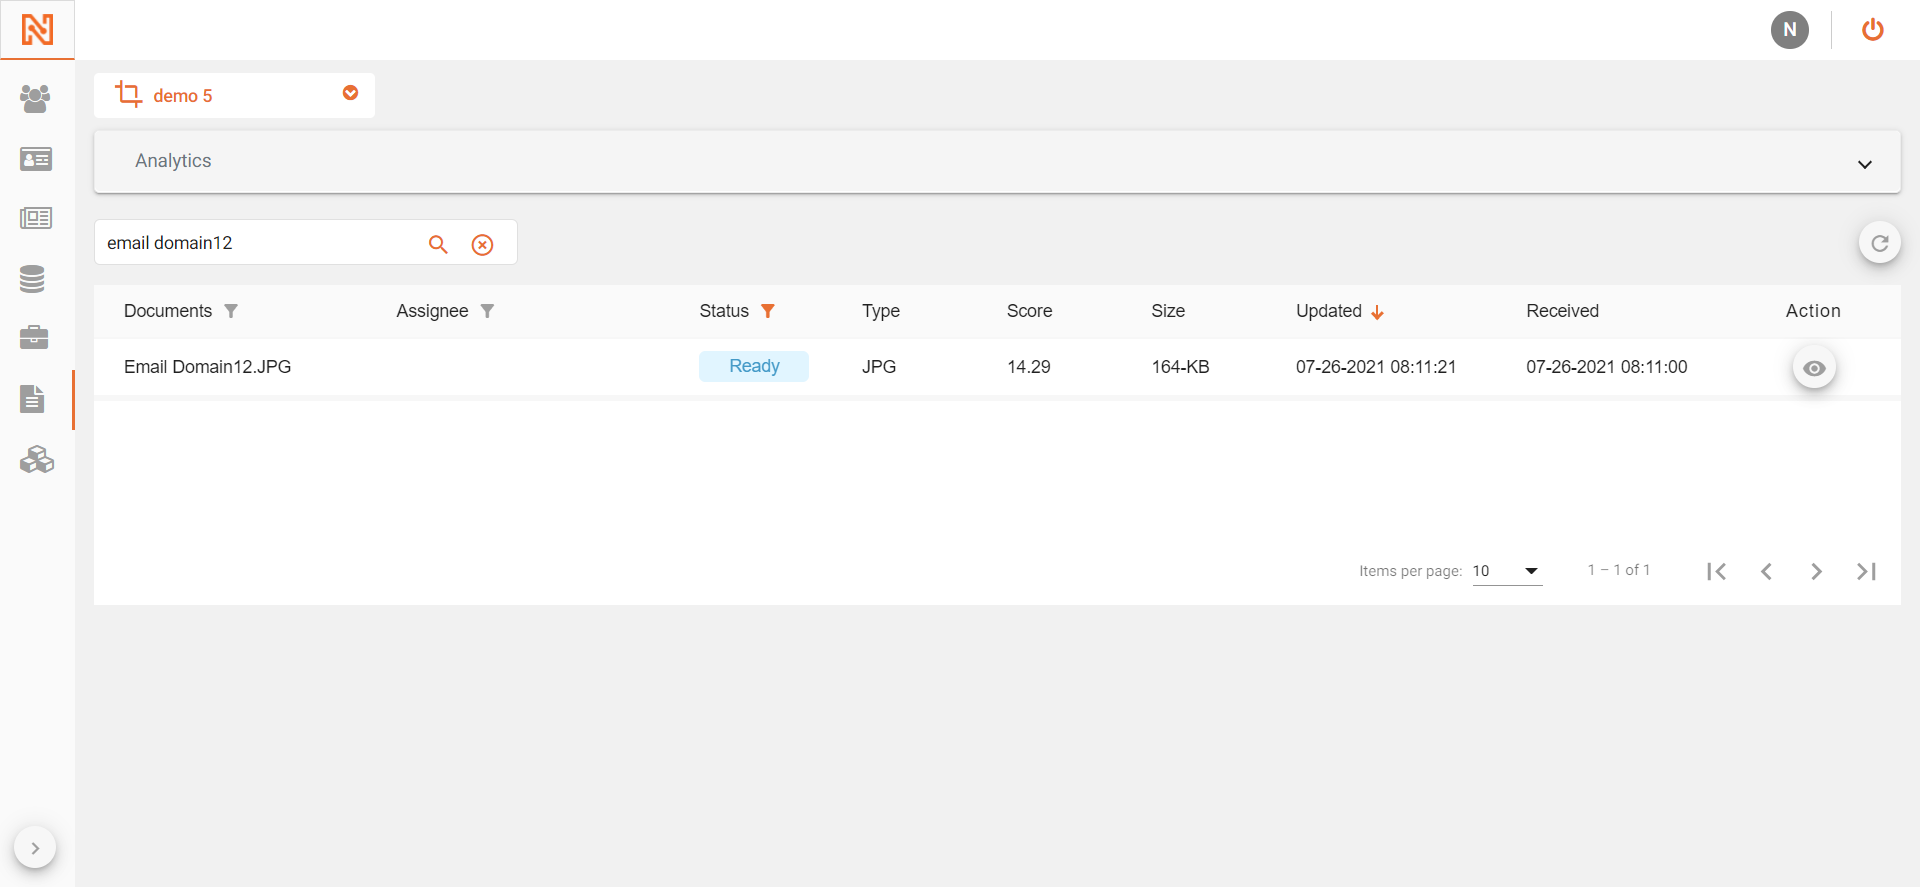 N
demo 5
Analytics
email domain12
Documents Assignee Status Type Score Size Updated Received Action
Email Domain12.JPG Ready JPG 14.29 164-KB 07-26-2021 08:11:21 07-26-2021 08:11:00
Items per page: 10 1 – 1 of 1